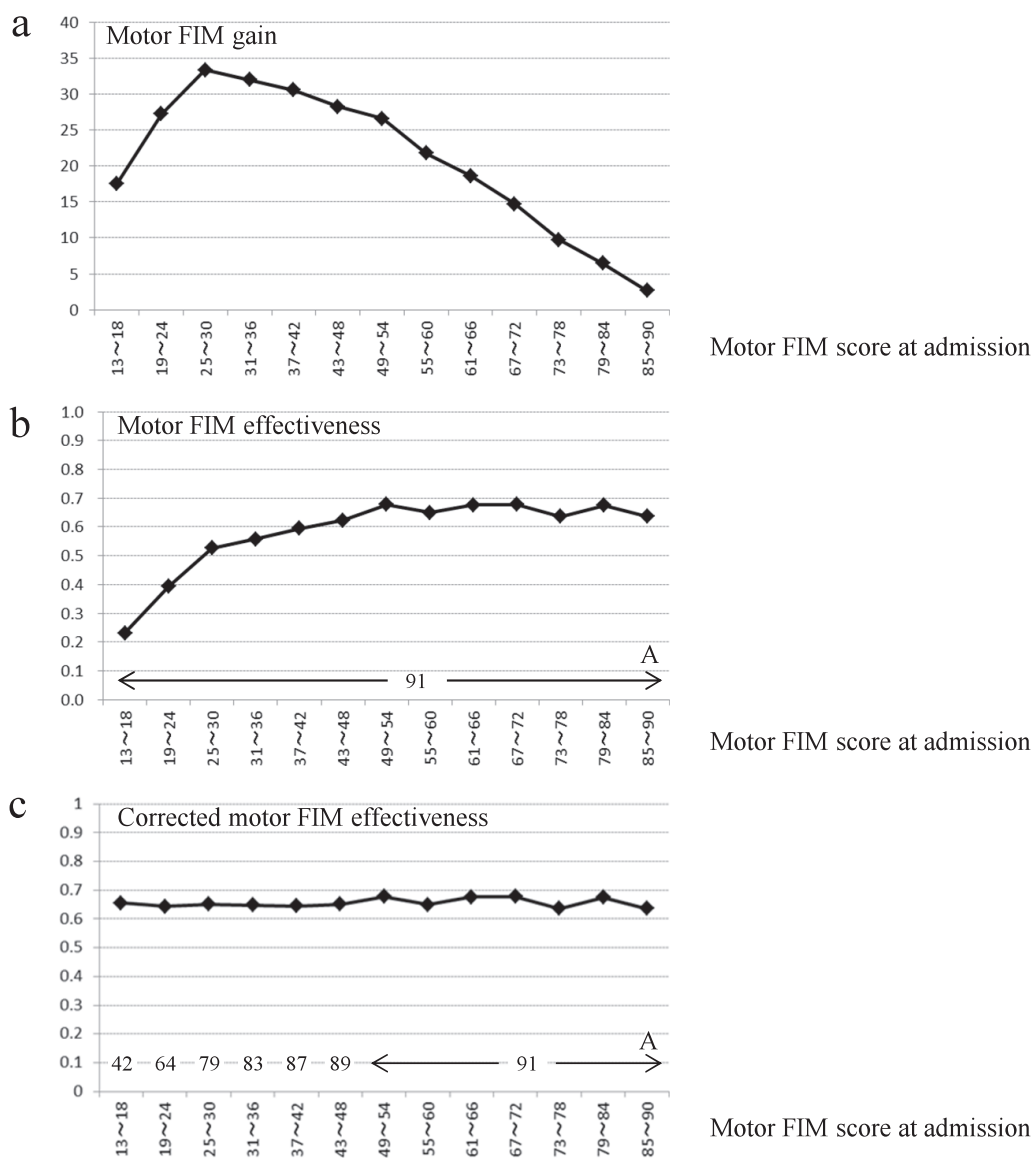 a
Motor FIM gain
40
35
30
25
20
15
10
5
0
13～18 19～24 25～30 31～36 37～42 43～48 49～54 55～60 61～66 67～72 73～78 79～84 85～90
Motor FIM score at admission
b
Motor FIM effectiveness
1.0
0.9
0.8
0.7
0.6
0.5
0.4
0.3
0.2
0.1
0.0
A
91
13～18 19～24 25～30 31～36 37～42 43～48 49～54 55～60 61～66 67～72 73～78 79～84 85～90
Motor FIM score at admission
c
Corrected motor FIM effectiveness
1
0.9
0.8
0.7
0.6
0.5
0.4
0.3
0.2
0.1
0
A
42 64 79 83 87 89 91
13～18 19～24 25～30 31～36 37～42 43～48 49～54 55～60 61～66 67～72 73～78 79～84 85～90
Motor FIM score at admission